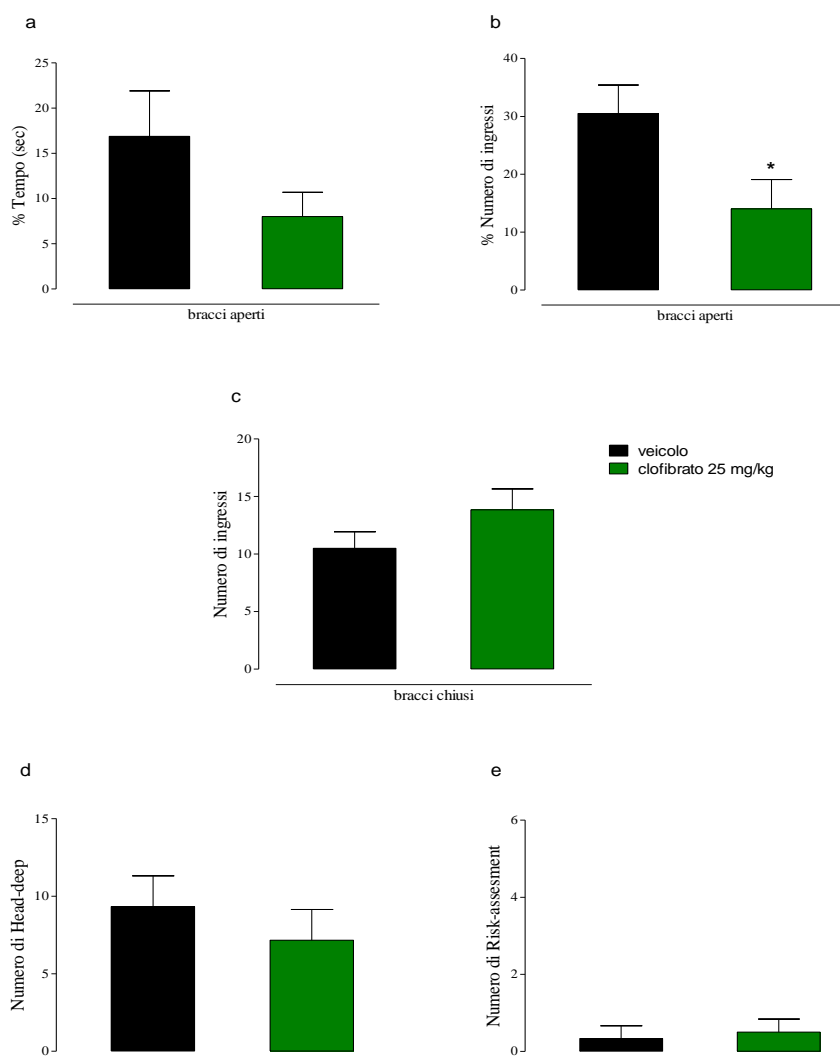 a
25
20
15
10
5
0
% Tempo (sec)
bracci aperti
b
40
30
20
10
0
% Numero di ingressi
*
bracci aperti
c
20
15
10
5
0
Numero di ingressi
bracci chiusi
veicolo
clofibrato 25 mg/kg
d
15
10
5
0
Numero di Head-deep
e
6
4
2
0
Numero di Risk-assesment